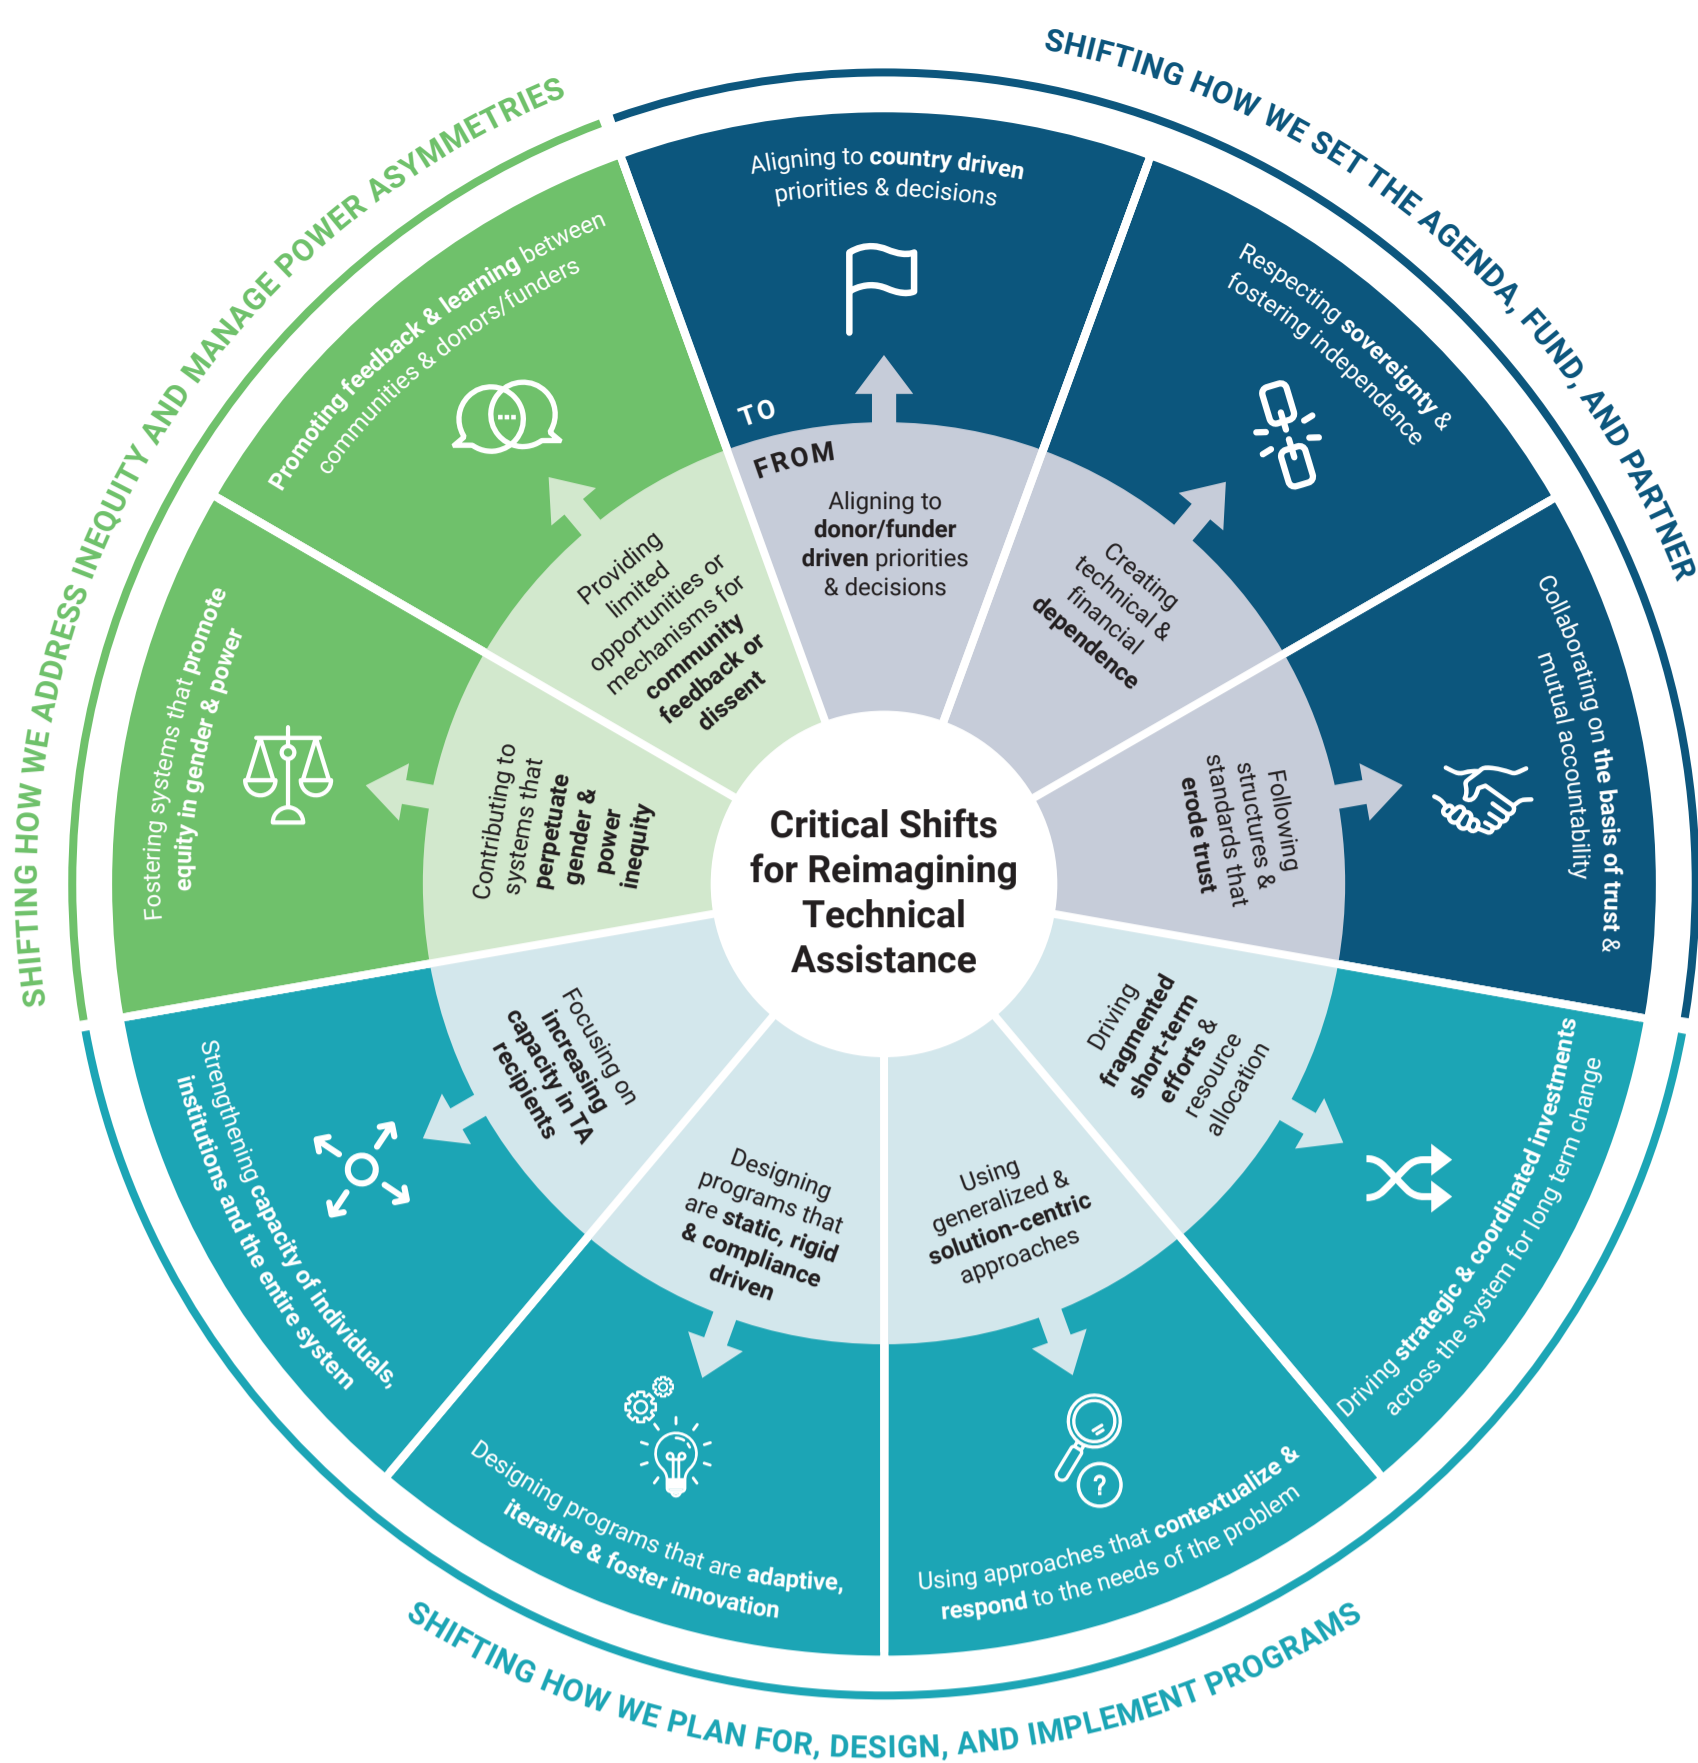 SHIFTING HOW WE SET THE AGENDA, FUND, AND PARTNER
Aligning to country driven
priorities & decisions
TO
FROM
Aligning to
donor/funder
driven priorities
& decisions
Respecting sovereignty &
fostering independence
Creating
technical &
financial
dependence
Collaborating on the basis of trust &
mutual accountability
Following
structures &
standards that
erode trust
SHIFTING HOW WE PLAN FOR, DESIGN, AND IMPLEMENT PROGRAMS
Driving
fragmented
short-term
efforts &
resource
allocation
Driving strategic & coordinated investments
across the system for long term change
Using
generalized &
solution-centric
approaches
?
Using approaches that contextualize &
respond to the needs of the problem
Designing
programs that
are static, rigid
& compliance
driven
Designing programs that are adaptive,
iterative & foster innovation
Focusing on
increasing
capacity in TA
recipients
Strengthening capacity of individuals,
institutions and the entire system
SHIFTING HOW WE ADDRESS INEQUITY AND MANAGE POWER ASYMMETRIES
Fostering systems that promote
equity in gender & power
Contributing to
systems that
perpetuate
gender &
power
inequity
Promoting feedback & learning between
communities & donors/funders
Providing
limited
opportunities or
mechanisms for
community
feedback or
dissent
Critical Shifts
for Reimagining
Technical
Assistance